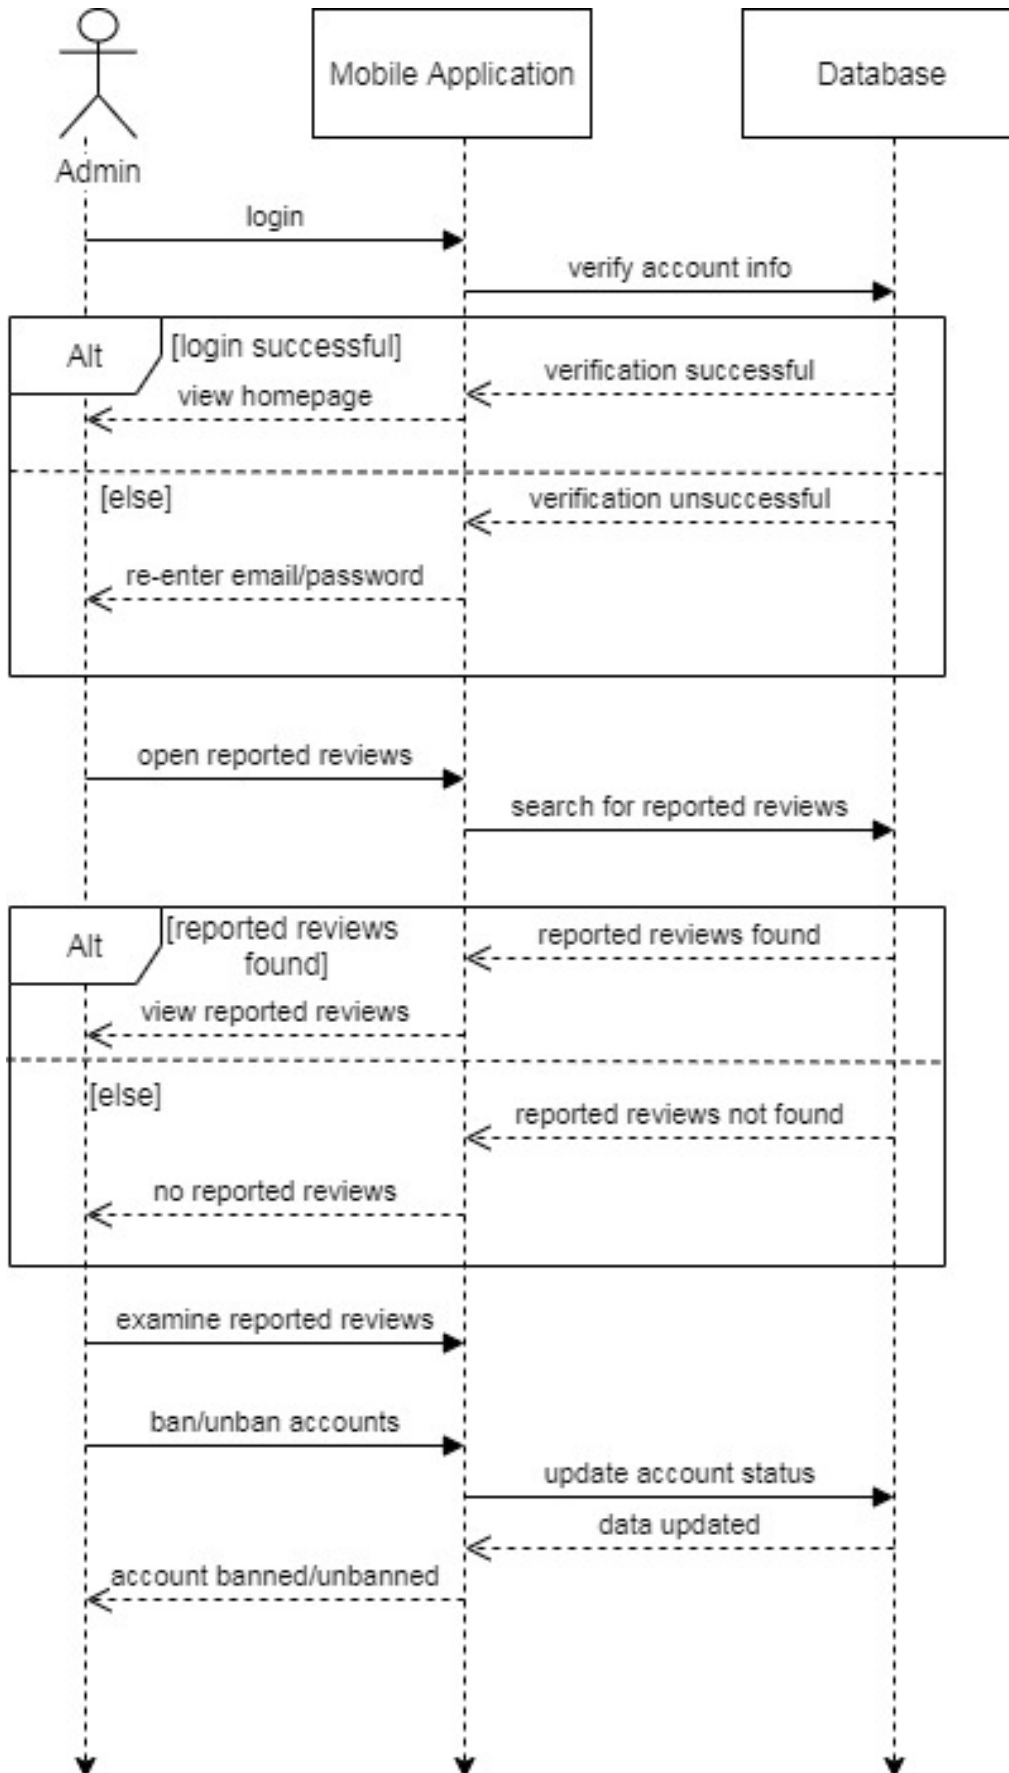 Mobile Application
Database
Admin
login
verify account info
Alt
[login successful]
verification successful
view homepage
[else]
verification unsuccessful
re-enter email/password
open reported reviews
search for reported reviews
Alt
[reported reviews
found]
reported reviews found
view reported reviews
[else]
reported reviews not found
no reported reviews
examine reported reviews
ban/unban accounts
update account status
data updated
account banned/unbanned